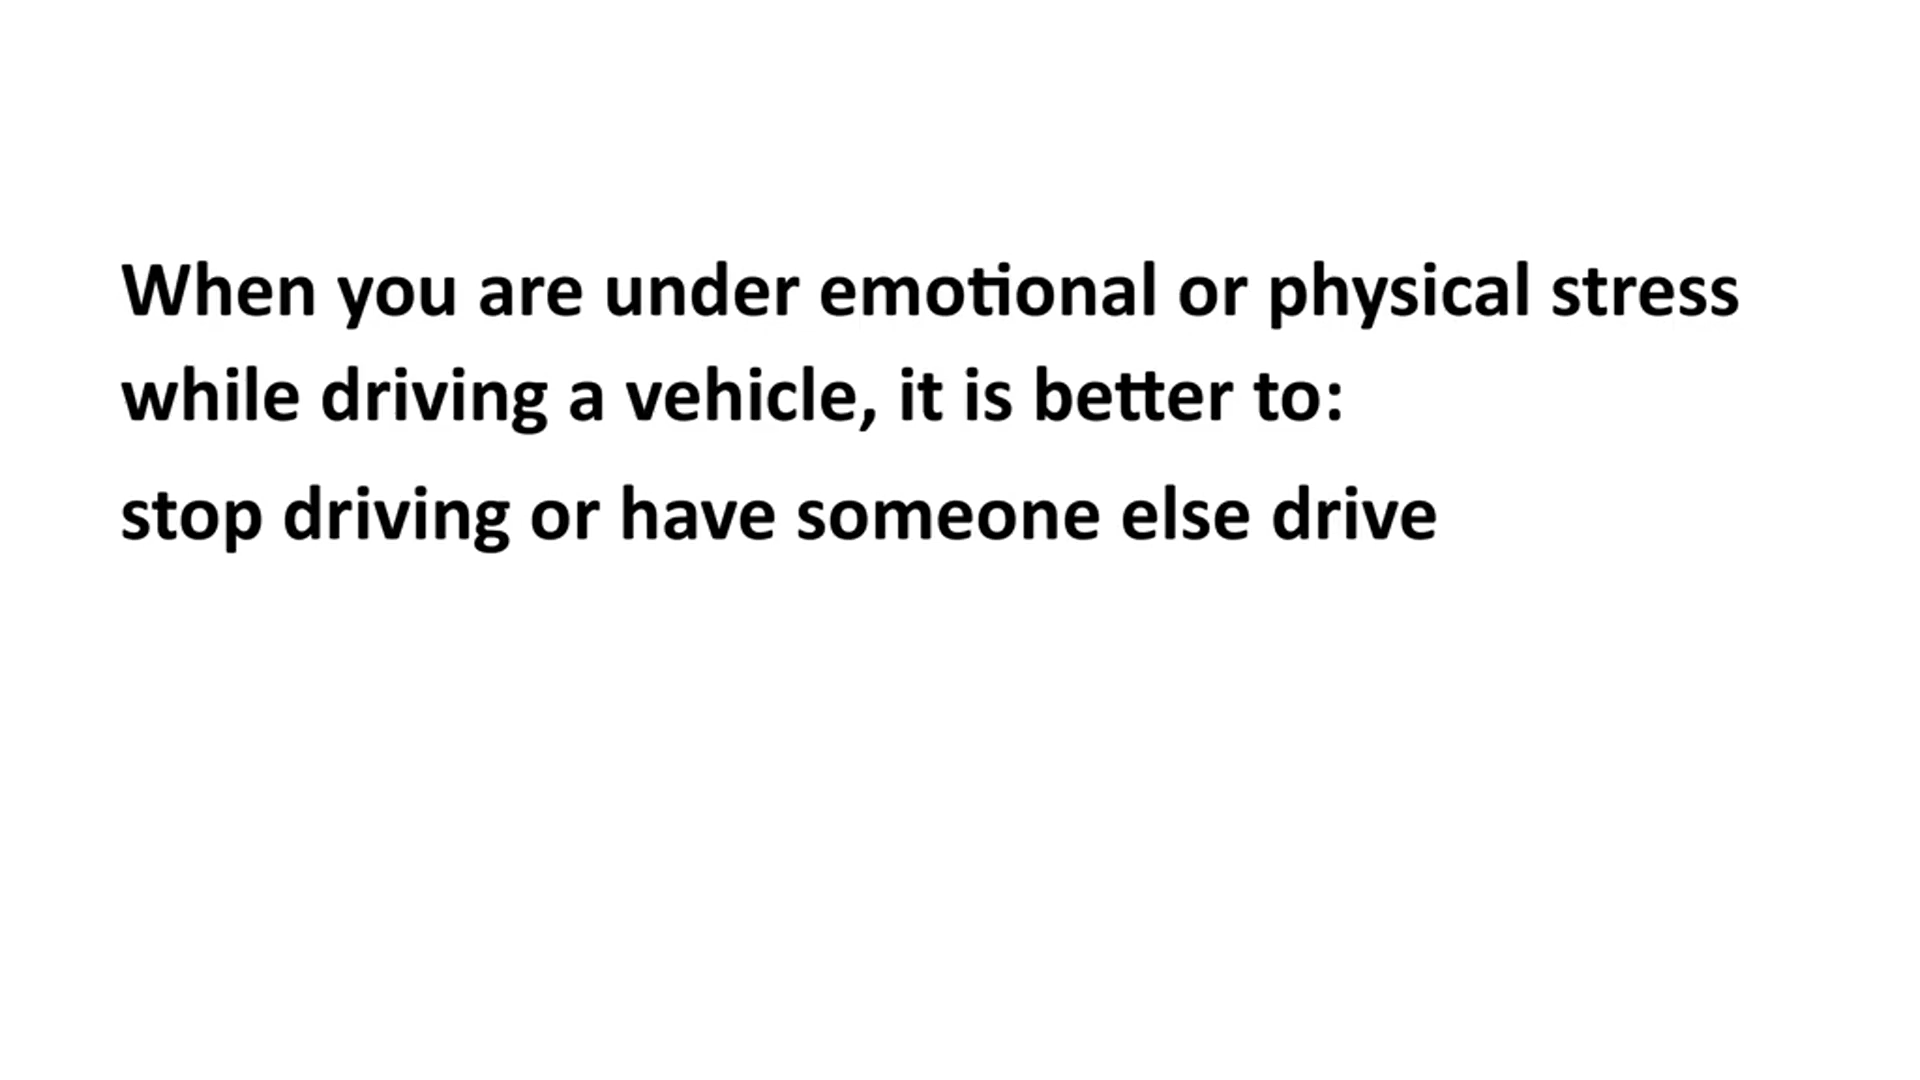 When you are under emotional or physical stress
while driving a vehicle, it is better to:
stop driving or have someone else drive